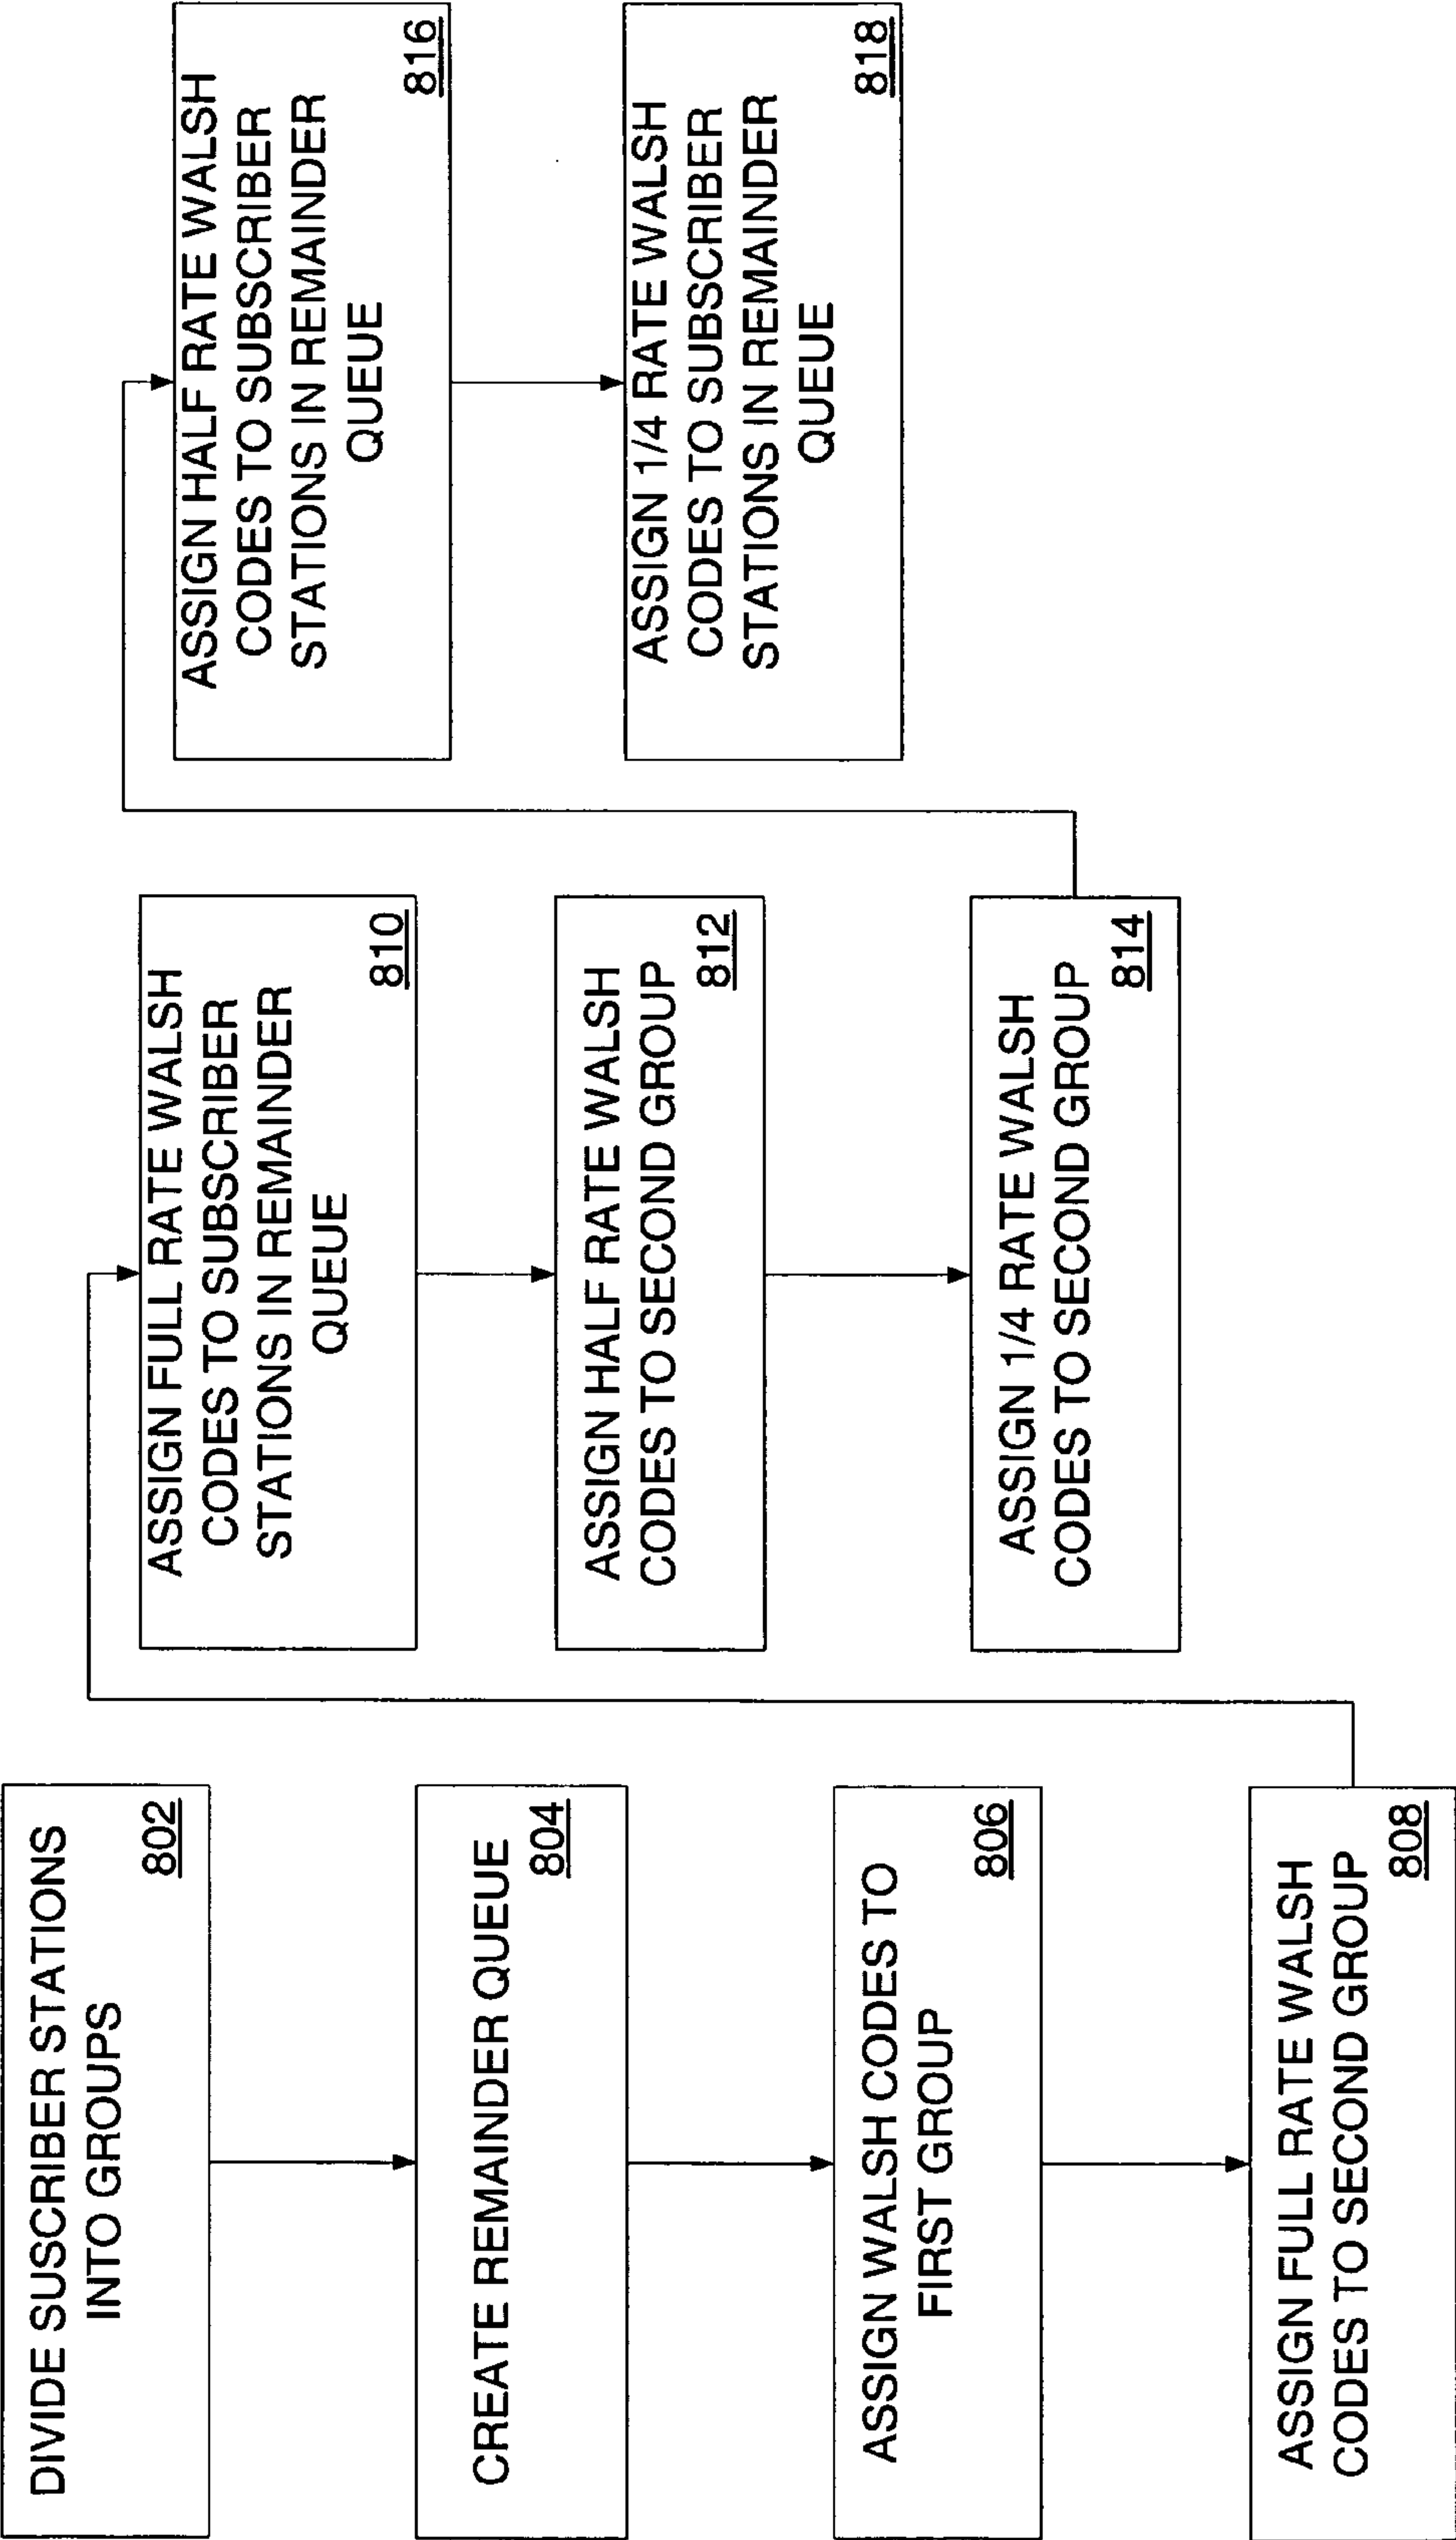 DIVIDE SUSCRIBER STATIONS
INTO GROUPS
802
CREATE REMAINDER QUEUE
804
ASSIGN WALSH CODES TO
FIRST GROUP
806
ASSIGN FULL RATE WALSH
CODES TO SECOND GROUP
808
ASSIGN FULL RATE WALSH
CODES TO SUBSCRIBER
STATIONS IN REMAINDER
QUEUE
810
ASSIGN HALF RATE WALSH
CODES TO SECOND GROUP
812
ASSIGN 1/4 RATE WALSH
CODES TO SECOND GROUP
814
ASSIGN HALF RATE WALSH
CODES TO SUBSCRIBER
STATIONS IN REMAINDER
QUEUE
816
ASSIGN 1/4 RATE WALSH
CODES TO SUBSCRIBER
STATIONS IN REMAINDER
QUEUE
818